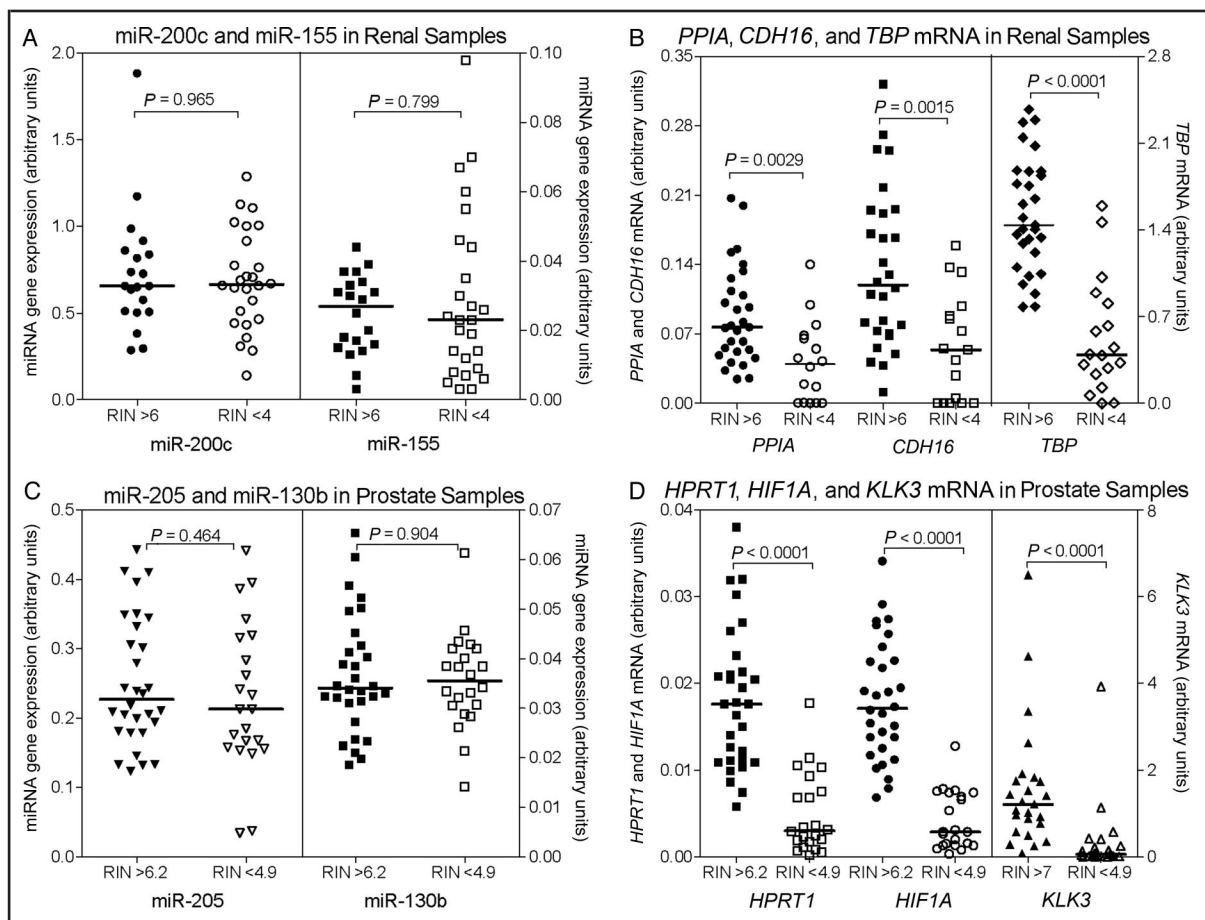 A
miR-200c and miR-155 in Renal Samples
miRNA gene expression (arbitrary units)
2.0
1.5
1.0
0.5
0.0
P = 0.965
P = 0.799
0.10
0.08
0.06
0.04
0.02
0.00
miRNA gene expression (arbitrary units)
RIN >6
RIN <4
RIN >6
RIN <4
miR-200c
miR-155
B
PPIA, CDH16, and TBP mRNA in Renal Samples
PPIA and CDH16 mRNA (arbitrary units)
0.35
0.28
0.21
0.14
0.07
0.00
P = 0.0029
P = 0.0015
P < 0.0001
2.8
2.1
1.4
0.7
0.0
TBP mRNA (arbitrary units)
RIN >6
RIN <4
RIN >6
RIN <4
RIN >6
RIN <4
PPIA
CDH16
TBP
C
miR-205 and miR-130b in Prostate Samples
miRNA gene expression (arbitrary units)
0.5
0.4
0.3
0.2
0.1
0.0
P = 0.464
P = 0.904
0.07
0.06
0.05
0.04
0.03
0.02
0.01
0.00
miRNA gene expression (arbitrary units)
RIN >6.2
RIN <4.9
RIN >6.2
RIN <4.9
miR-205
miR-130b
D
HPRT1, HIF1A, and KLK3 mRNA in Prostate Samples
HPRT1 and HIF1A mRNA (arbitrary units)
0.04
0.03
0.02
0.01
0.00
P < 0.0001
P < 0.0001
P < 0.0001
8
6
4
2
0
KLK3 mRNA (arbitrary units)
RIN >6.2
RIN <4.9
RIN >6.2
RIN <4.9
RIN >7
RIN <4.9
HPRT1
HIF1A
KLK3